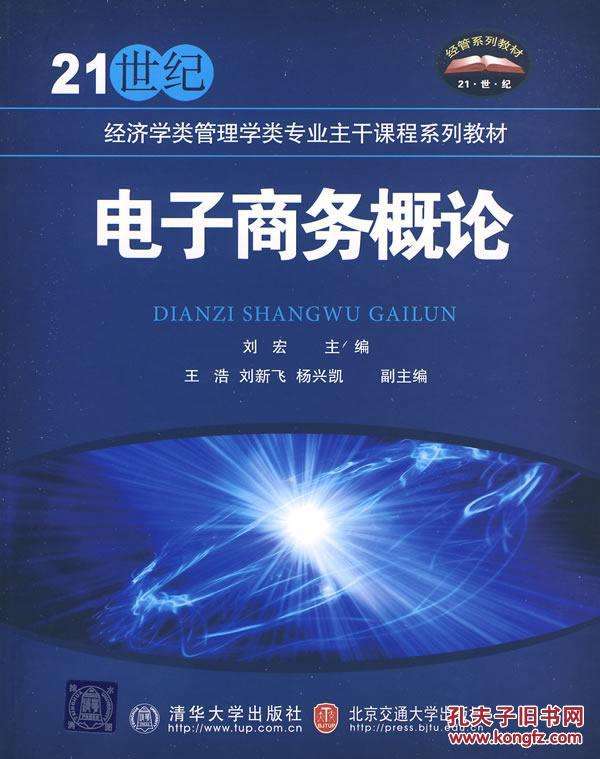 经管系列教材
21·世·纪
21世纪
经济学类管理学类专业主干课程系列教材
电子商务概论
DIANZI SHANGWU GAILUN
刘 宏 主 编
王 浩 刘新飞 杨兴凯 副主编
清华大学出版社
http://www.tup.com.cn
BJTUP
北京交通大学出版
http://press.bjtu.edu.cn
孔夫子旧书网
www.kongfz.com